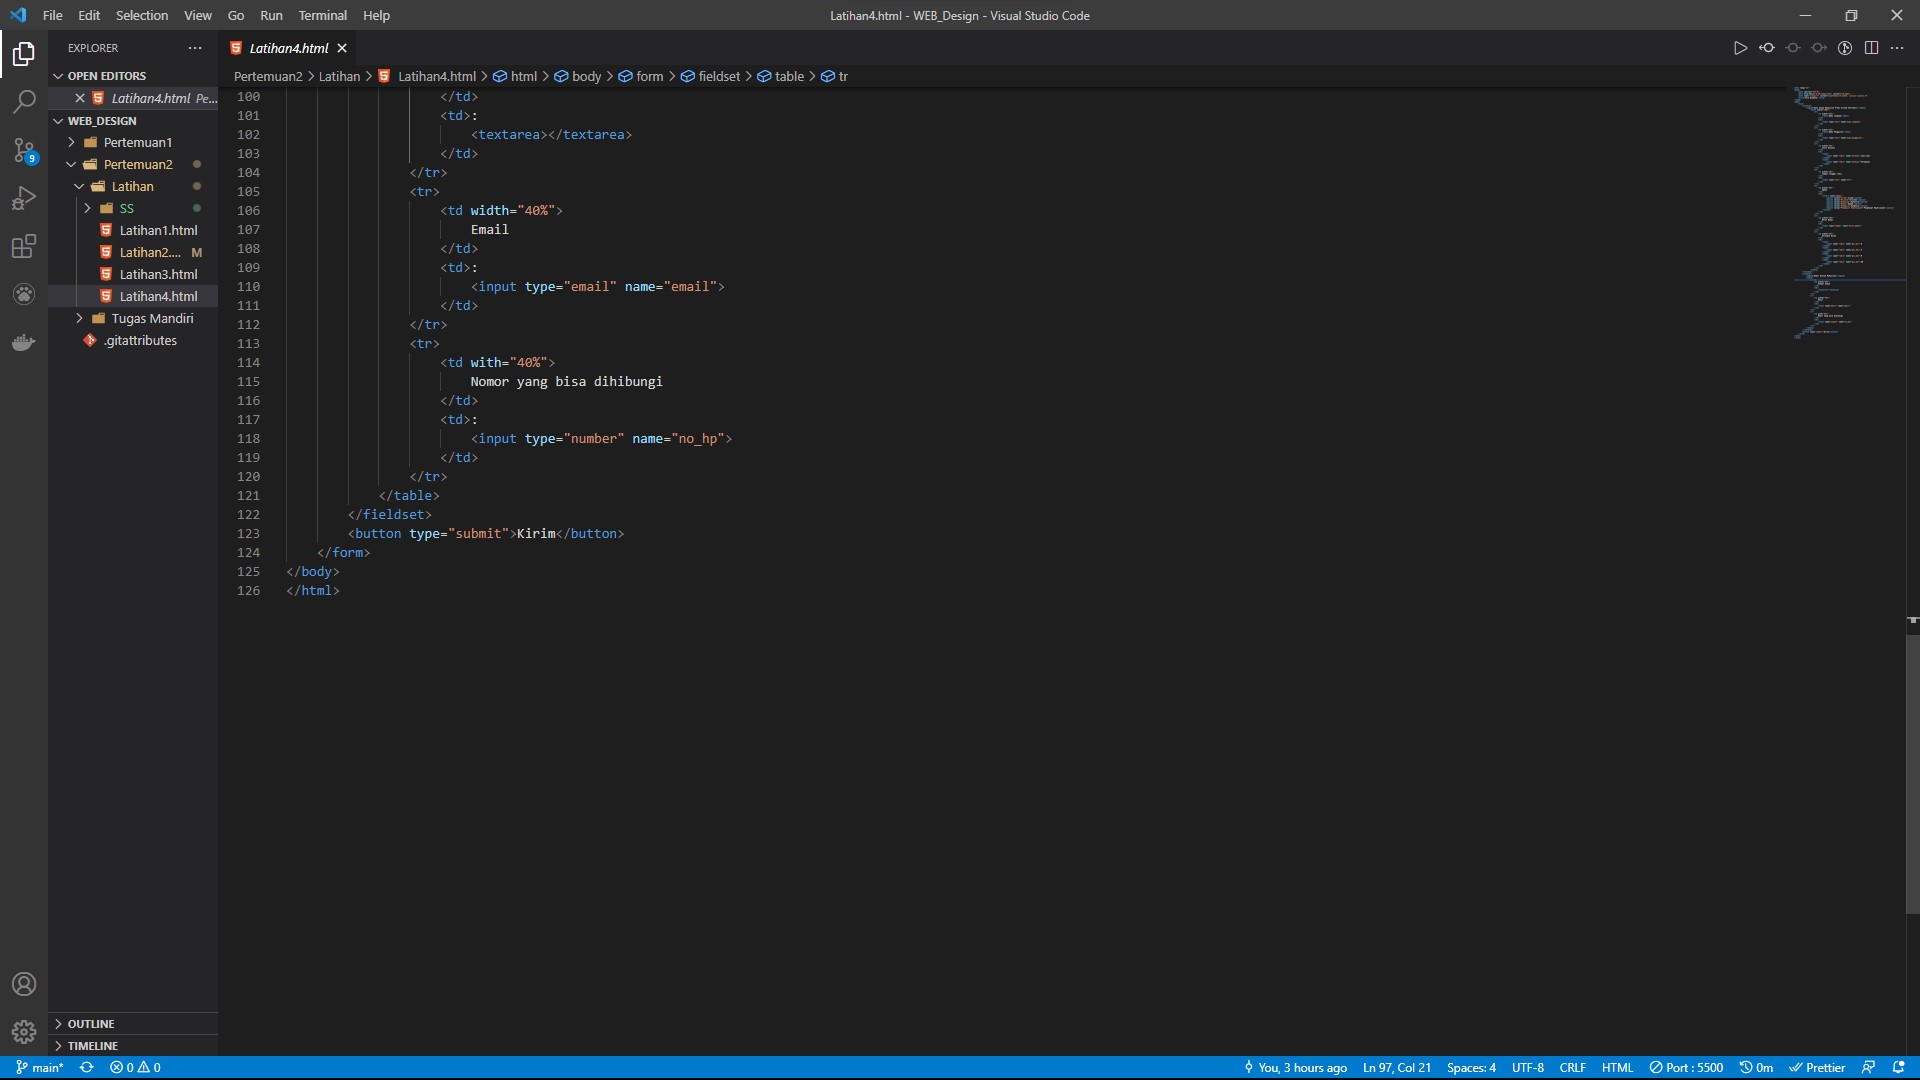 File Edit Selection View Go Run Terminal Help
Latihan4.html - WEB_Design - Visual Studio Code
EXPLORER
OPEN EDITORS
Latihan4.html Pe...
WEB_DESIGN
Pertemuan1
Pertemuan2
Latihan
SS
Latihan1.html
Latihan2.... M
Latihan3.html
Latihan4.html
Tugas Mandiri
.gitattributes
OUTLINE
TIMELINE
9
Latihan4.html
Pertemuan2 > Latihan > Latihan4.html > html > body > form > fieldset > table > tr
100 </td>
101 <td>:
102 <textarea></textarea>
103 </td>
104 </tr>
105 <tr>
106 <td width="40%">
107 Email
108 </td>
109 <td>:
110 <input type="email" name="email">
111 </td>
112 </tr>
113 <tr>
114 <td with="40%">
115 Nomor yang bisa dihibungi
116 </td>
117 <td>:
118 <input type="number" name="no_hp">
119 </td>
120 </tr>
121 </table>
122 </fieldset>
123 <button type="submit">Kirim</button>
124 </form>
125 </body>
126 </html>
main* 0 0 You, 3 hours ago Ln 97, Col 21 Spaces: 4 UTF-8 CRLF HTML Port : 5500 0m Prettier